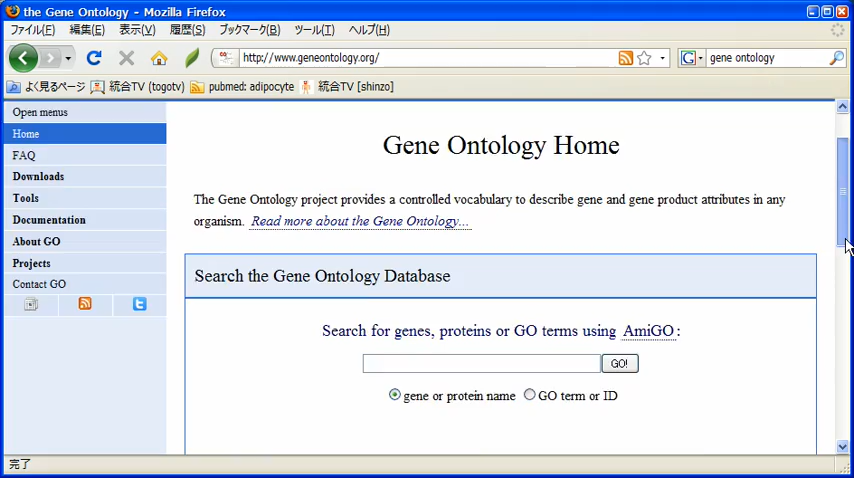 the Gene Ontology - Mozilla Firefox
ファイル(F) 編集(E) 表示(V) 履歴(S) ブックマーク(B) ツール(T) ヘルプ(H)
http://www.geneontology.org/ G gene ontology
よく見るページ 統合TV (togotv) pubmed: adipocyte 統合TV [shinzo]
Open menus
Home
FAQ
Downloads
Tools
Documentation
About GO
Projects
Contact GO
Gene Ontology Home
The Gene Ontology project provides a controlled vocabulary to describe gene and gene product attributes in any
organism. Read more about the Gene Ontology...
Search the Gene Ontology Database
Search for genes, proteins or GO terms using AmiGO:
GO!
gene or protein name GO term or ID
完了